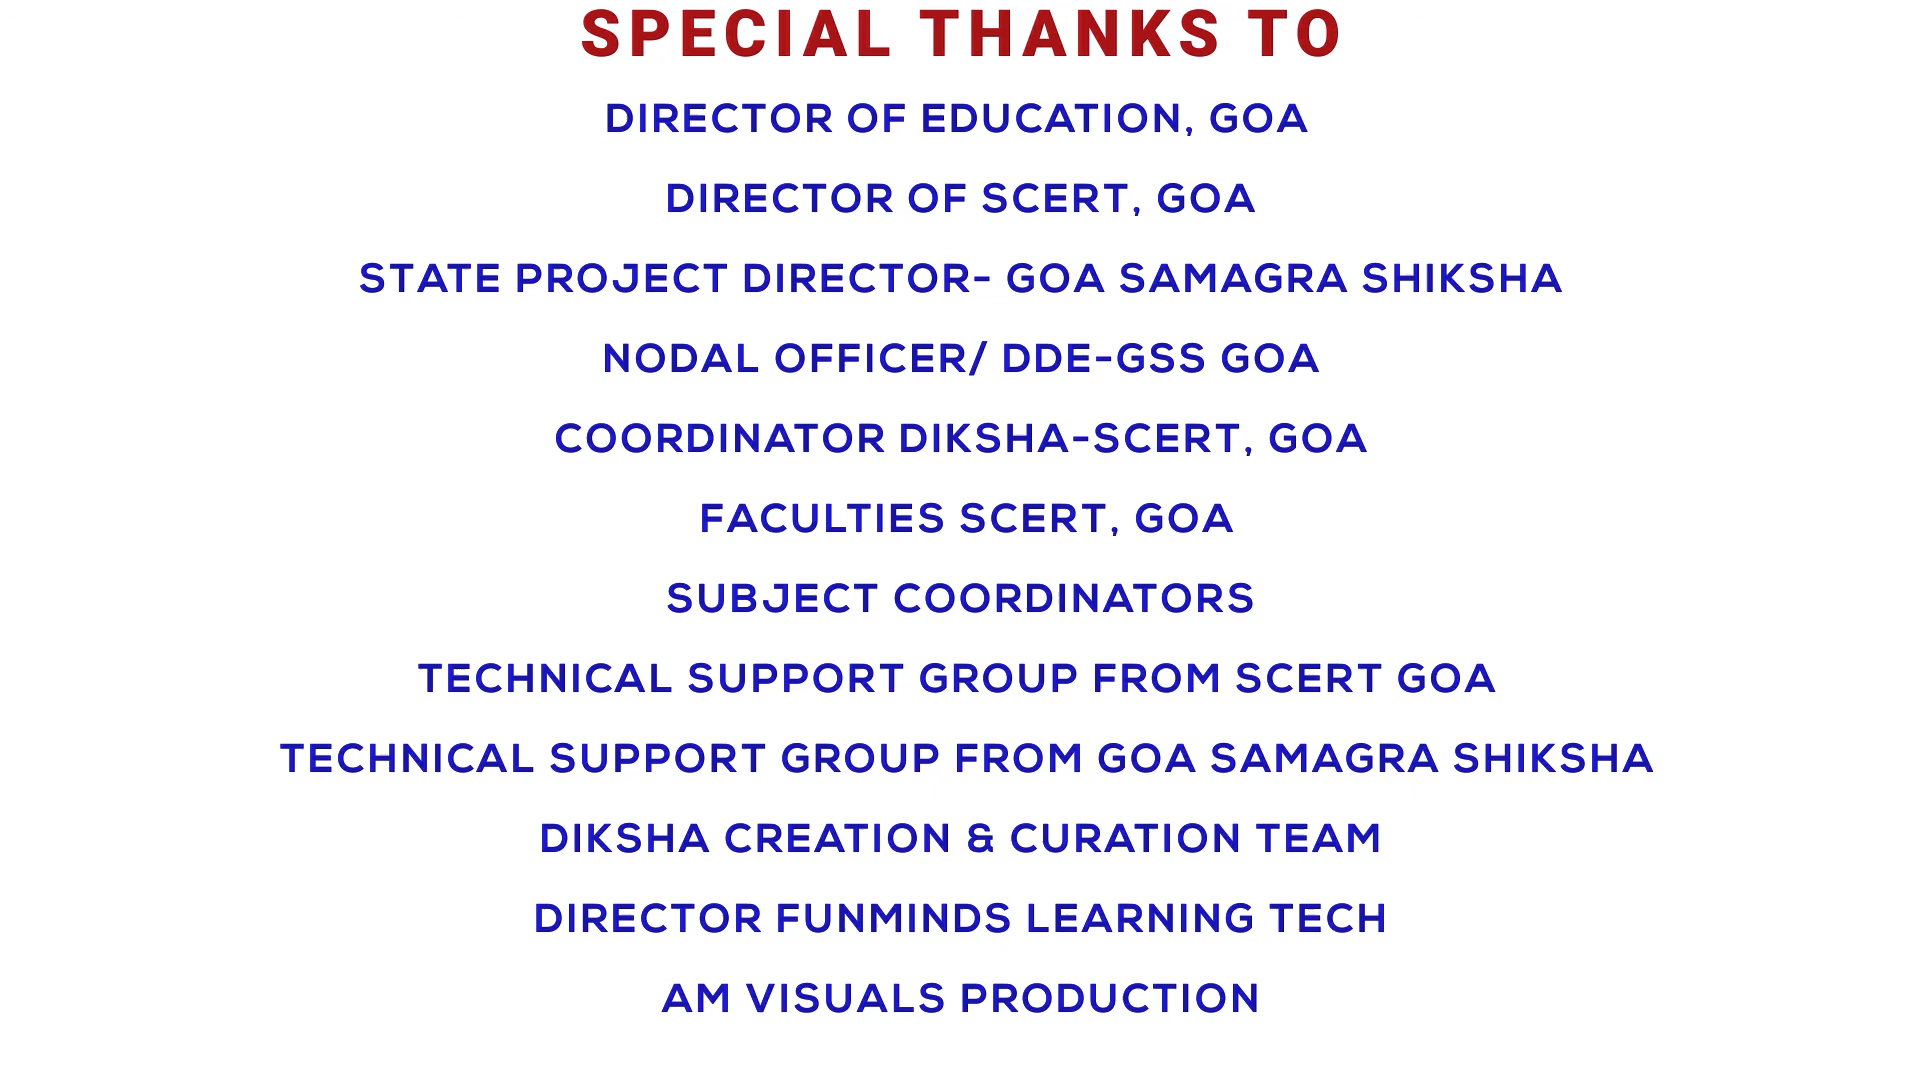 SPECIAL THANKS TO
DIRECTOR OF EDUCATION, GOA
DIRECTOR OF SCERT, GOA
STATE PROJECT DIRECTOR- GOA SAMAGRA SHIKSHA
NODAL OFFICER/ DDE-GSS GOA
COORDINATOR DIKSHA-SCERT, GOA
FACULTIES SCERT, GOA
SUBJECT COORDINATORS
TECHNICAL SUPPORT GROUP FROM SCERT GOA
TECHNICAL SUPPORT GROUP FROM GOA SAMAGRA SHIKSHA
DIKSHA CREATION & CURATION TEAM
DIRECTOR FUNMINDS LEARNING TECH
AM VISUALS PRODUCTION